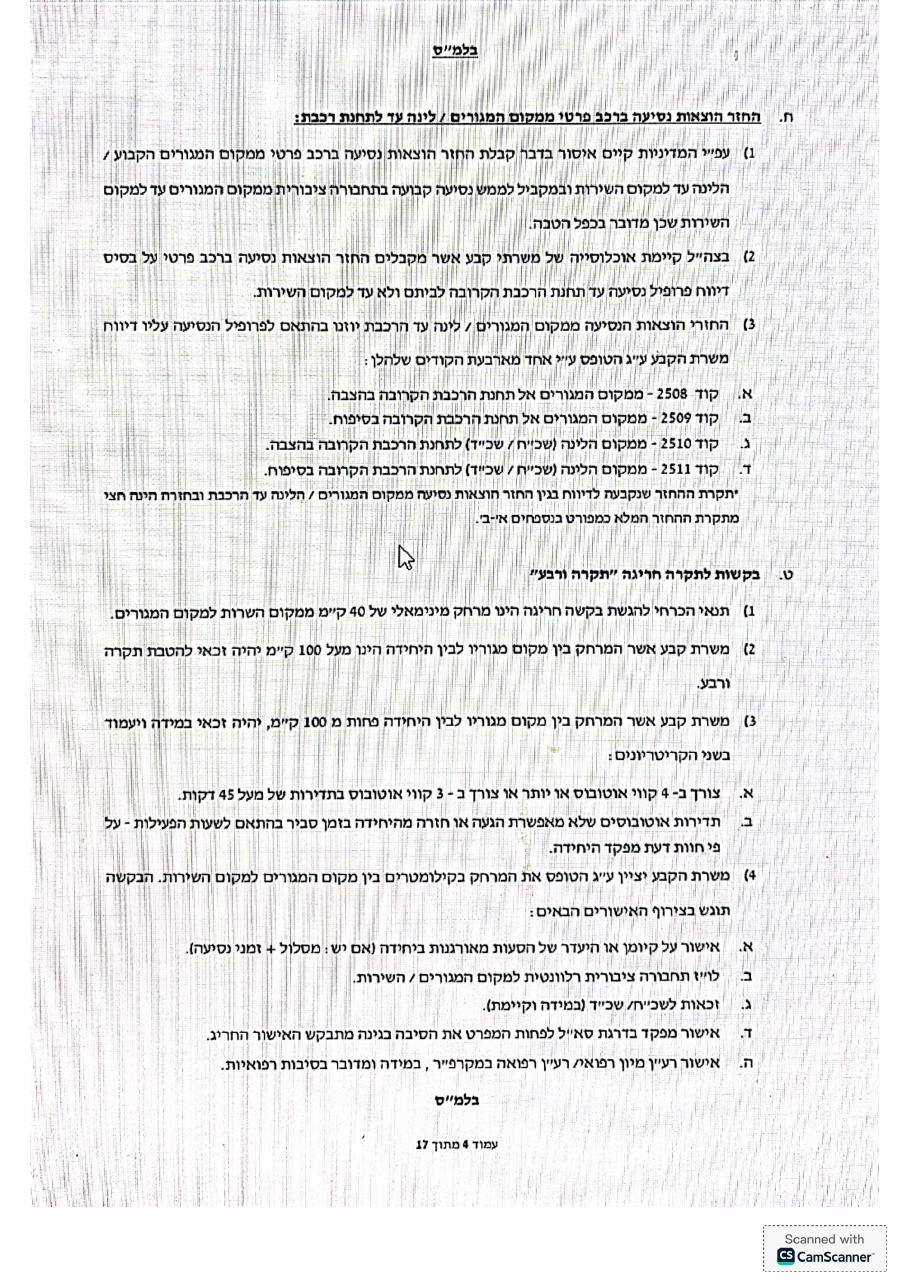 בלמ"ס
ח. החזר הוצאות נסיעה ברכב פרטי ממקום המגורים / לינה עד לתחנת רכבת:
1) עפ"י המדיניות קיים איסור בדבר קבלת החזר הוצאות נסיעה ברכב פרטי ממקום המגורים הקבוע /
הלינה עד למקום השירות ובמקביל לממש נסיעה קבועה בתחבורה ציבורית ממקום המגורים עד למקום
השירות שכן מדובר בכפל הטבה.
2) בצה"ל קיימת אוכלוסייה של משרתי קבע אשר מקבלים החזר הוצאות נסיעה ברכב פרטי על בסיס
דיווח פרופיל נסיעה עד תחנת הרכבת הקרובה לביתם ולא עד למקום השירות.
3) החזרי הוצאות הנסיעה ממקום המגורים / לינה עד הרכבת יוזנו בהתאם לפרופיל הנסיעה עליו דיווח
משרת הקבע ע"ג הטופס ע"י אחד מארבעת הקודים שלהלן:
א. קוד 2508 - ממקום המגורים אל תחנת הרכבת הקרובה בהצבה.
ב. קוד 2509 - ממקום המגורים אל תחנת הרכבת הקרובה בסיפוח.
ג. קוד 2510 - ממקום הלינה (שכ"ח / שכ"ד) לתחנת הרכבת הקרובה בהצבה.
ד. קוד 2511 - ממקום הלינה (שכ"ח / שכ"ד) לתחנת הרכבת הקרובה בסיפוח.
*תקרת ההחזר שנקבעה לדיווח בגין החזר הוצאות נסיעה ממקום המגורים / הלינה עד הרכבת ובחזרת הינה חצי
מתקרת ההחזר המלא כמפורט בנספחים א'-ב'.
ט. בקשות לתקרה חריגה "תקרה ורבע"
1) תנאי הכרחי להגשת בקשה חריגה הינו מרחק מינימאלי של 40 ק"מ ממקום השרות למקום המגורים.
2) משרת קבע אשר המרחק בין מקום מגוריו לבין היחידה הינו מעל 100 ק"מ יהיה זכאי להטבת תקרה
ורבע.
3) משרת קבע אשר המרחק בין מקום מגוריו לבין היחידה פחות מ 100 ק"מ, יהיה זכאי במידה ויעמוד
בשני הקריטריונים:
א. צורך ב- 4 קווי אוטובוס או יותר או צורך ב - 3 קווי אוטובוס בתדירות של מעל 45 דקות.
ב. תדירות אוטובוסים שלא מאפשרת הגעה או חזרה מהיחידה בזמן סביר בהתאם לשעות הפעילות - על
פי חוות דעת מפקד היחידה.
4) משרת הקבע יציין ע"ג הטופס את המרחק בקילומטרים בין מקום המגורים למקום השירות. הבקשה
תוגש בצירוף האישורים הבאים:
א. אישור על קיומן או היעדר של הסעות מאורגנות ביחידה (אם יש: מסלול + זמני נסיעה).
ב. לו"ז תחבורה ציבורית רלוונטית למקום המגורים / השירות.
ג. זכאות לשכ"ח/ שכ"ד (במידה וקיימת).
ד. אישור מפקד בדרגת סא"ל לפחות המפרט את הסיבה בגינה מתבקש האישור החריג.
ה. אישור רע"ן מיון רפואי/ רע"ן רפואה במקרפ"ר , במידה ומדובר בסיבות רפואיות.
בלמ"ס
עמוד 4 מתוך 17
Scanned with
CS CamScanner